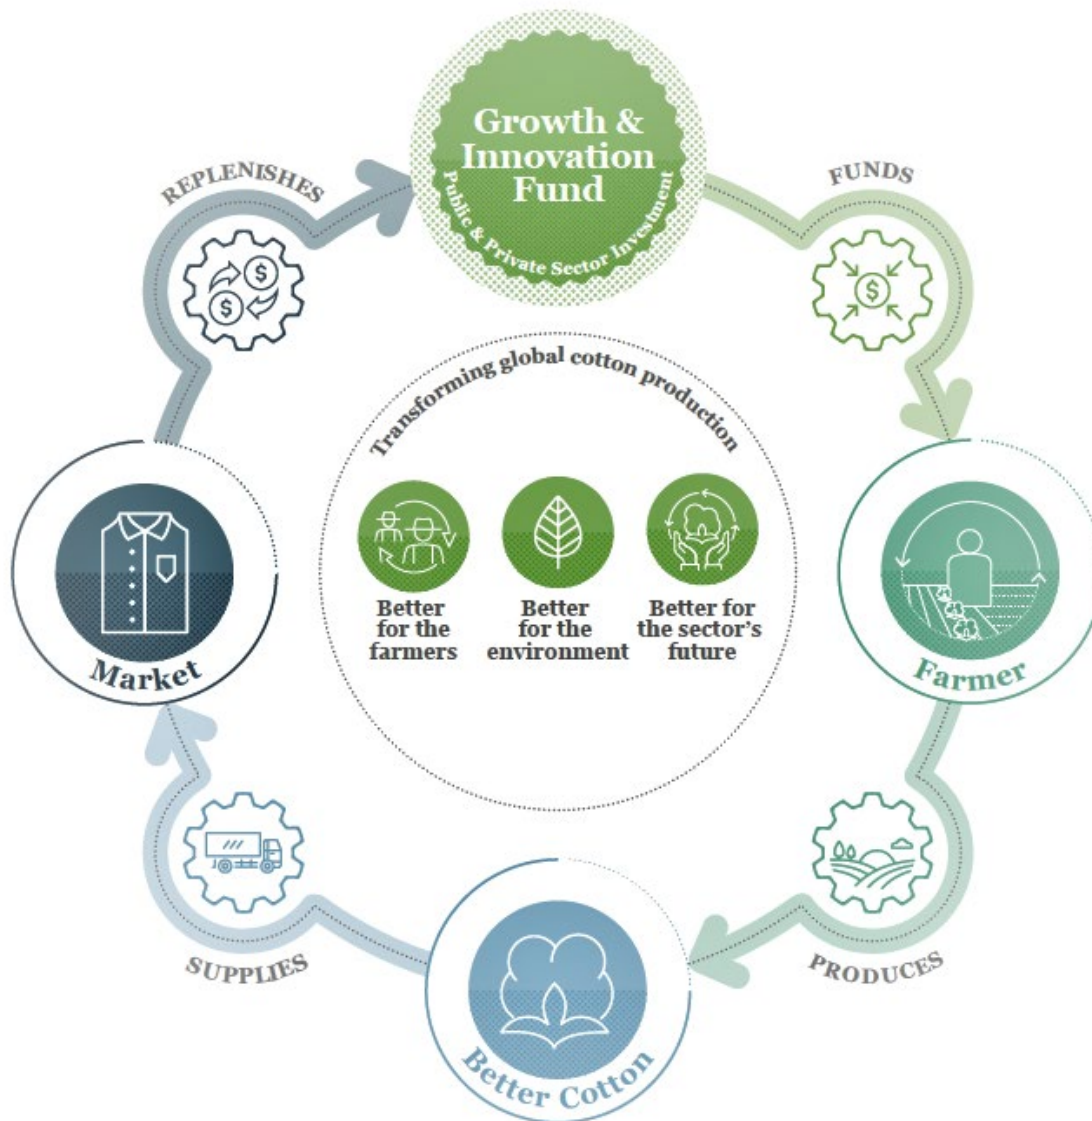 Growth &
Innovation
Fund
Public & Private Sector Investment
FUNDS
Farmer
PRODUCES
Better Cotton
SUPPLIES
Market
REPLENISHES
Transforming global cotton production
Better
for the
farmers
Better
for the
environment
Better for
the sector's
future
$
$
$